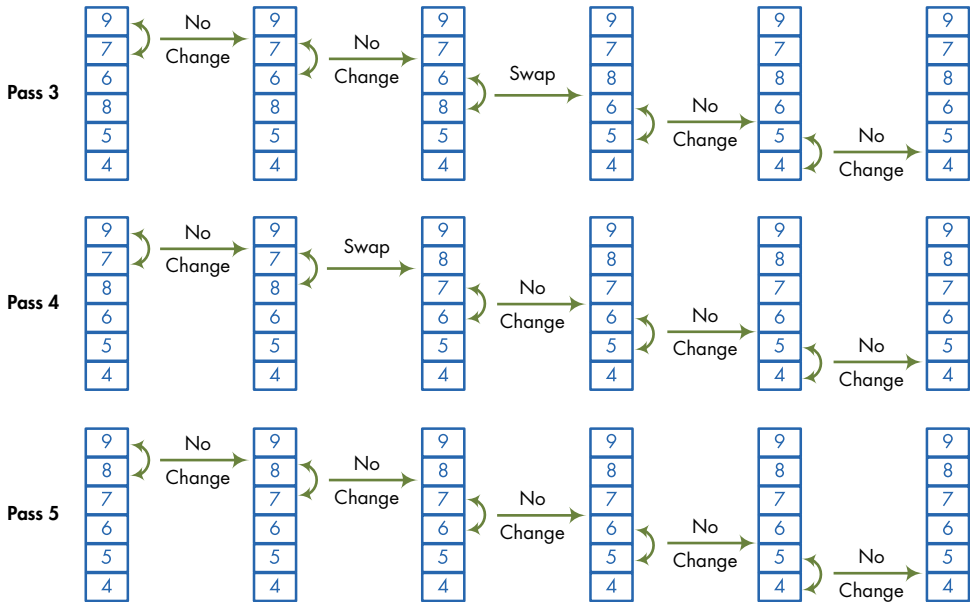 9 No 9 9 9 9 9
7 Change 7 No 7 7 7 7
Pass 3 6 6 Change 6 Swap 8 8 8
8 8 8 6 No 6 6
5 5 5 5 Change 5 No 5
4 4 4 4 4 Change 4
9 No 9 9 9 9 9
7 Change 7 Swap 8 8 8 8
Pass 4 8 8 7 No 7 7 7
6 6 6 Change 6 No 6 6
5 5 5 5 Change 5 No 5
4 4 4 4 4 Change 4
9 No 9 9 9 9 9
8 Change 8 No 8 8 8 8
7 7 Change 7 No 7 7 7
Pass 5 6 6 6 Change 6 No 6 6
5 5 5 5 Change 5 No 5
4 4 4 4 4 Change 4